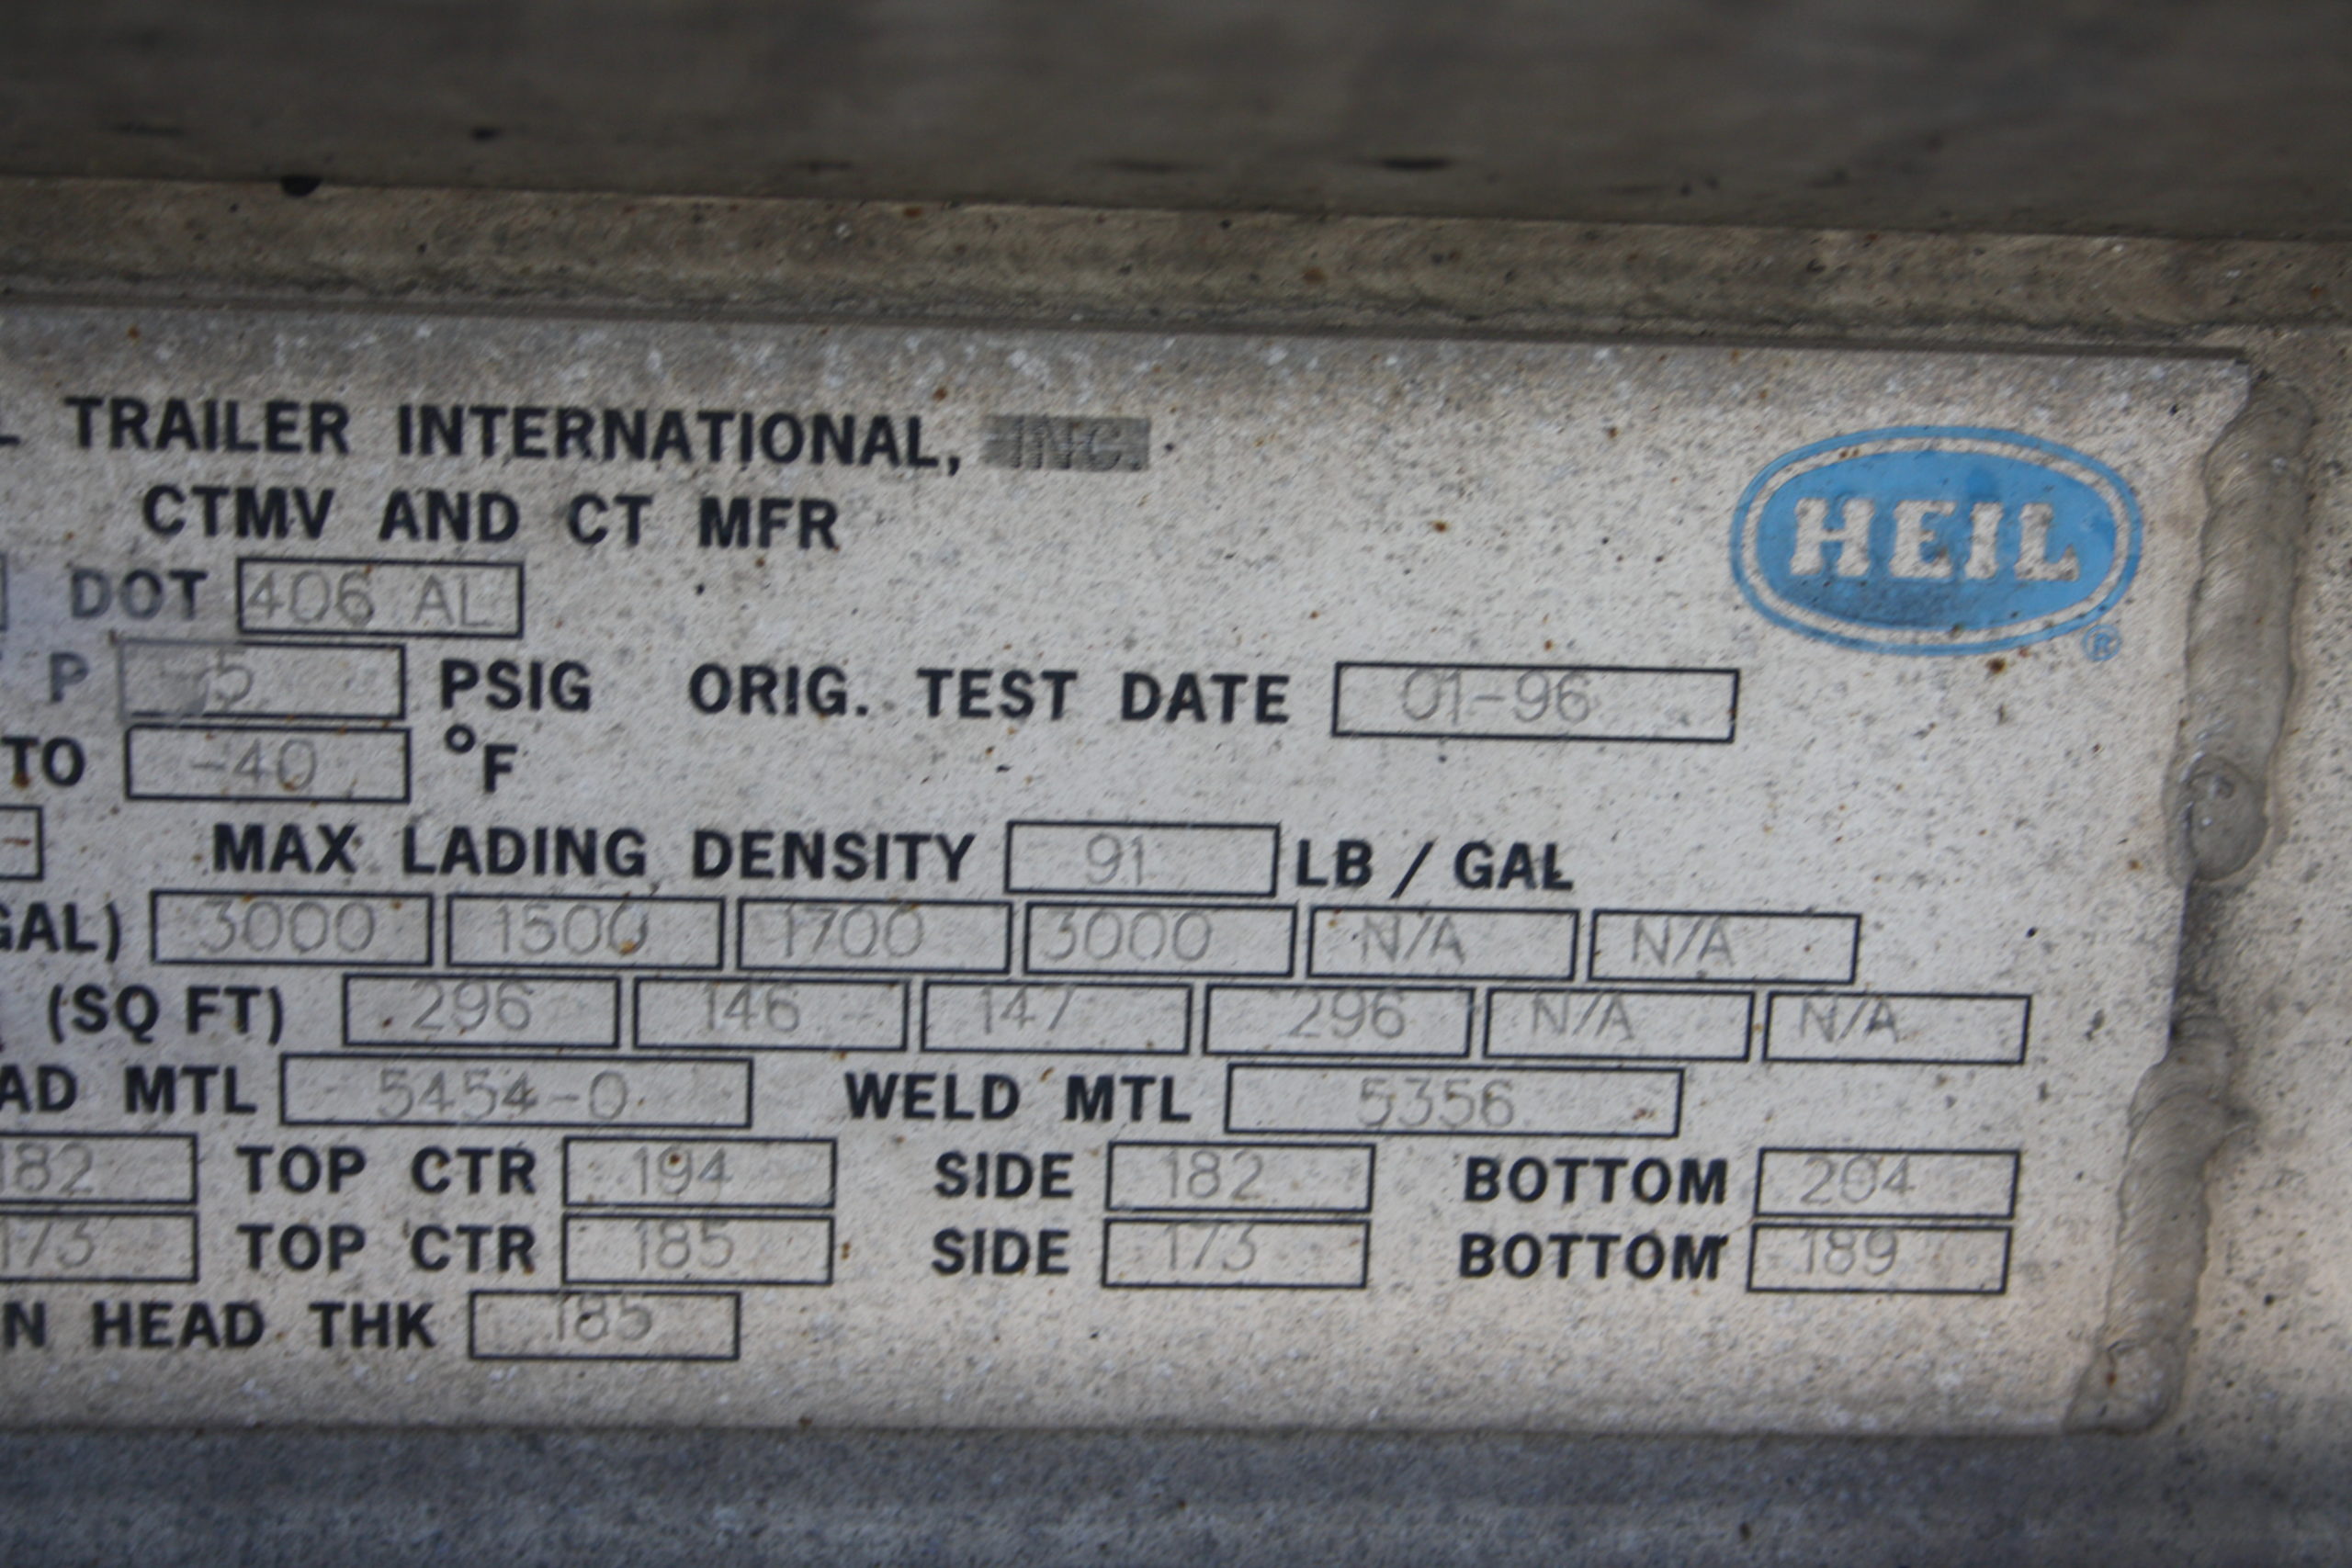 L TRAILER INTERNATIONAL, INC.
HEIL ®
CTMV AND CT MFR
DOT 406 AL
P 5 PSIG ORIG. TEST DATE 01-96
TO -40 °F
MAX LADING DENSITY 91 LB / GAL
GAL) 3000 1500 1700 3000 N/A N/A
(SQ FT) 296 146 147 296 N/A N/A
AD MTL 5454-0 WELD MTL 5356
182 TOP CTR 194 SIDE 182 BOTTOM 204
173 TOP CTR 185 SIDE 173 BOTTOM 189
N HEAD THK 185